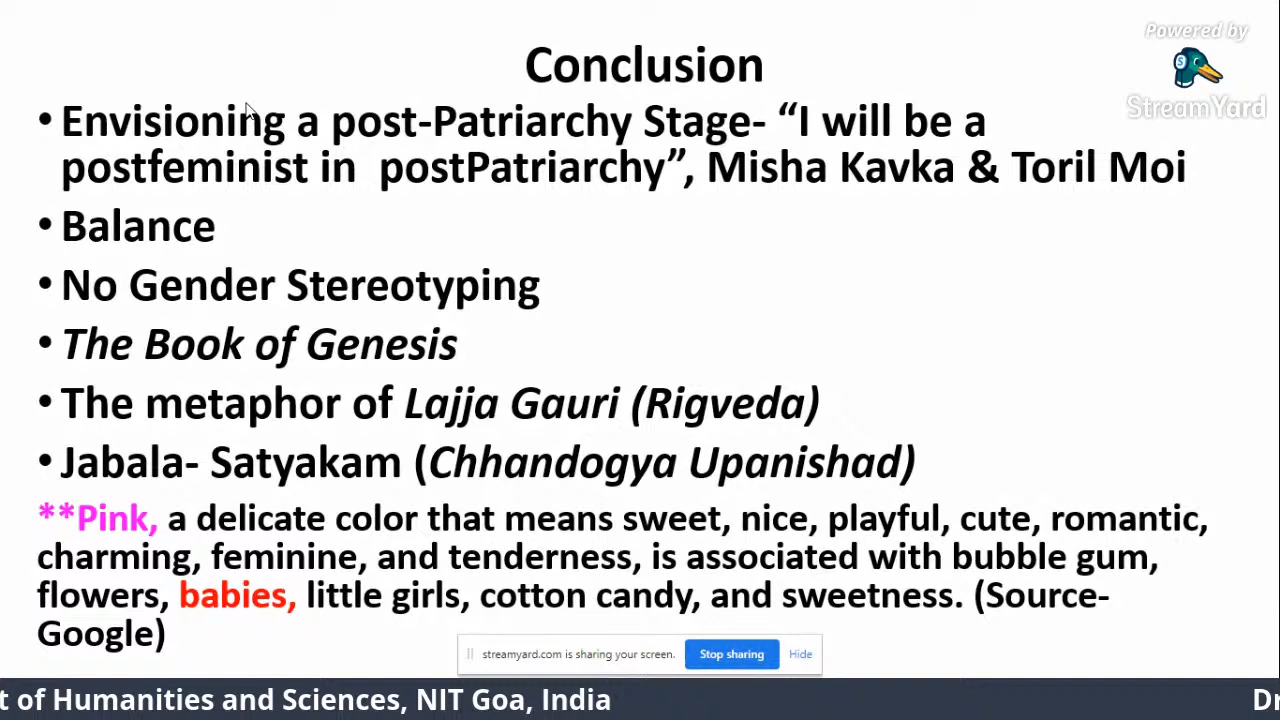 Powered by
StreamYard
Conclusion
• Envisioning a post-Patriarchy Stage- “I will be a
postfeminist in postPatriarchy”, Misha Kavka & Toril Moi
• Balance
• No Gender Stereotyping
• The Book of Genesis
• The metaphor of Lajja Gauri (Rigveda)
• Jabala- Satyakam (Chhandogya Upanishad)
**Pink, a delicate color that means sweet, nice, playful, cute, romantic,
charming, feminine, and tenderness, is associated with bubble gum,
flowers, babies, little girls, cotton candy, and sweetness. (Source-
Google)
streamyard.com is sharing your screen. Stop sharing Hide
t of Humanities and Sciences, NIT Goa, India Dr